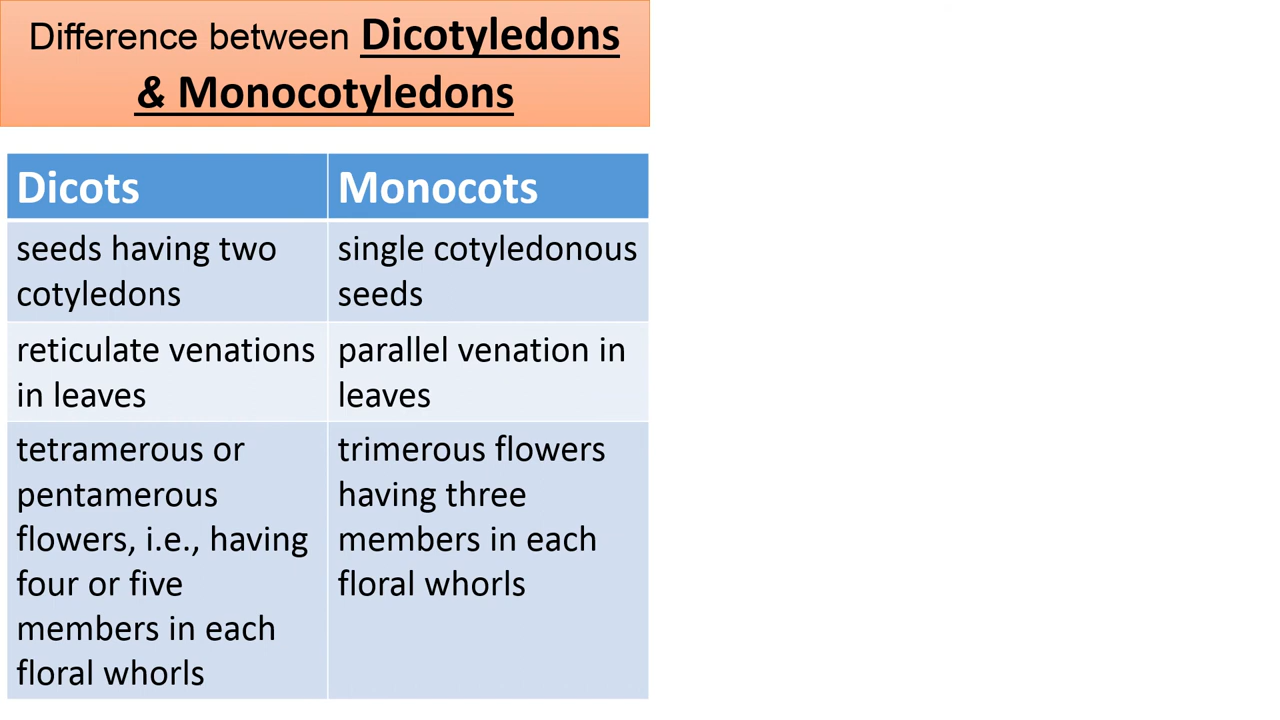 Difference between Dicotyledons
& Monocotyledons
Dicots
Monocots
seeds having two
cotyledons
single cotyledonous
seeds
reticulate venations
in leaves
parallel venation in
leaves
tetramerous or
pentamerous
flowers, i.e., having
four or five
members in each
floral whorls
trimerous flowers
having three
members in each
floral whorls